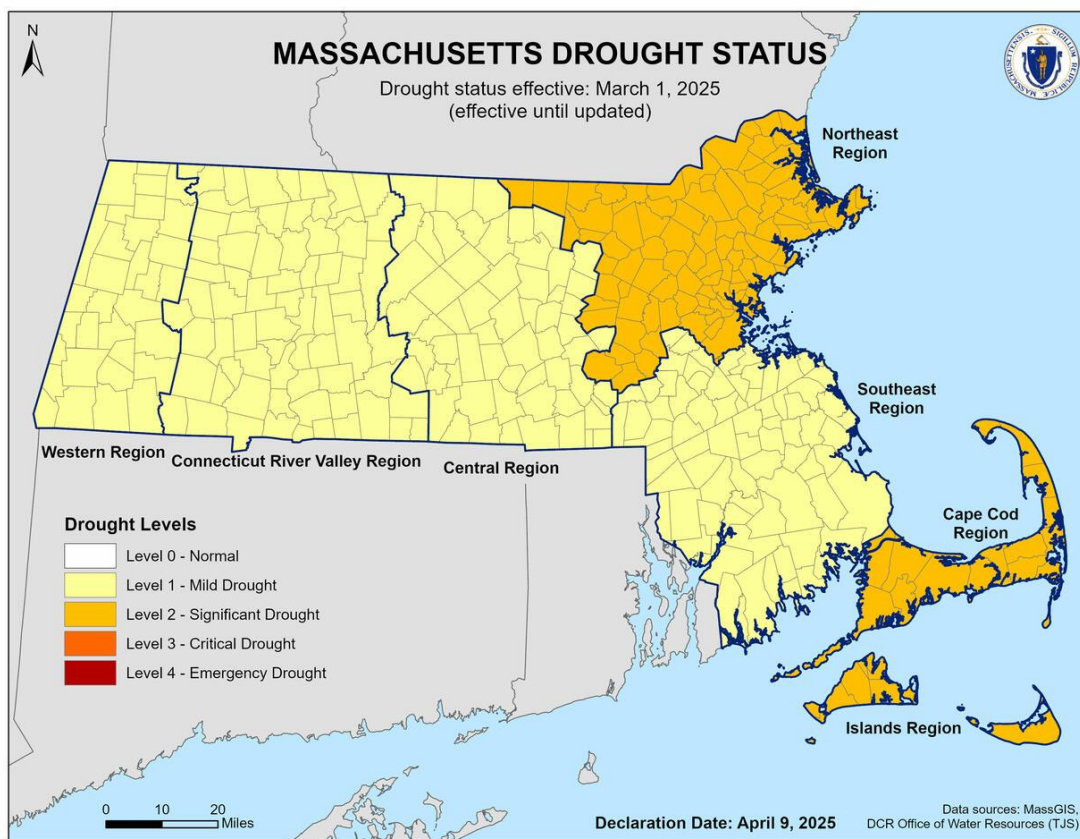 N
MASSACHUSETTS DROUGHT STATUS
Drought status effective: March 1, 2025
(effective until updated)
Northeast
Region
Southeast
Region
Western Region
Connecticut River Valley Region
Central Region
Cape Cod
Region
Drought Levels
Level 0 - Normal
Level 1 - Mild Drought
Level 2 - Significant Drought
Level 3 - Critical Drought
Level 4 - Emergency Drought
Islands Region
0 10 20
Miles
Declaration Date: April 9, 2025
Data sources: MassGIS,
DCR Office of Water Resources (TJS)